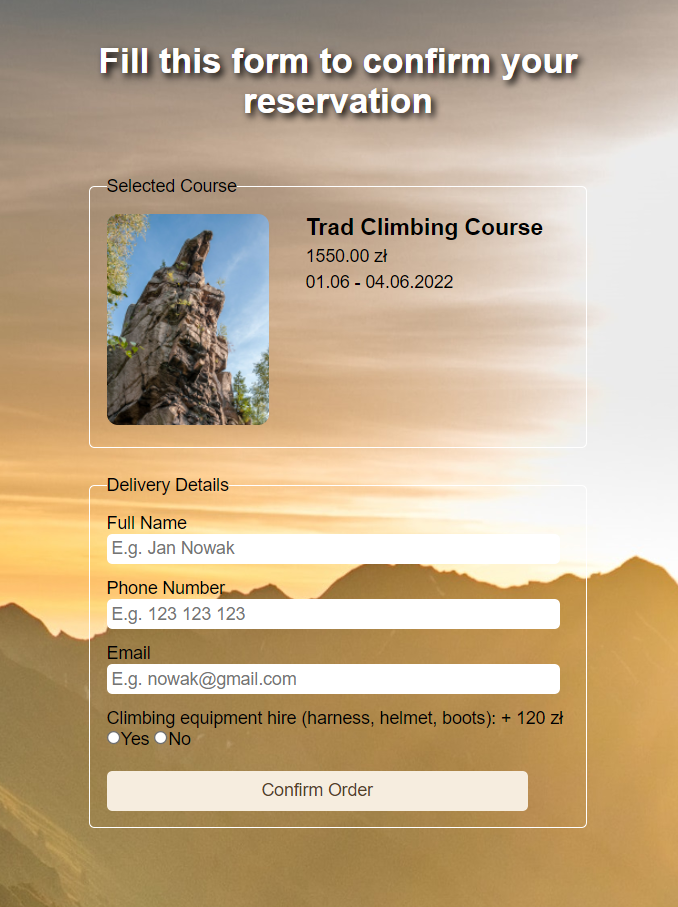 Fill this form to confirm your
reservation
Selected Course
Trad Climbing Course
1550.00 zł
01.06 - 04.06.2022
Delivery Details
Full Name
E.g. Jan Nowak
Phone Number
E.g. 123 123 123
Email
E.g. nowak@gmail.com
Climbing equipment hire (harness, helmet, boots): + 120 zł
Yes No
Confirm Order